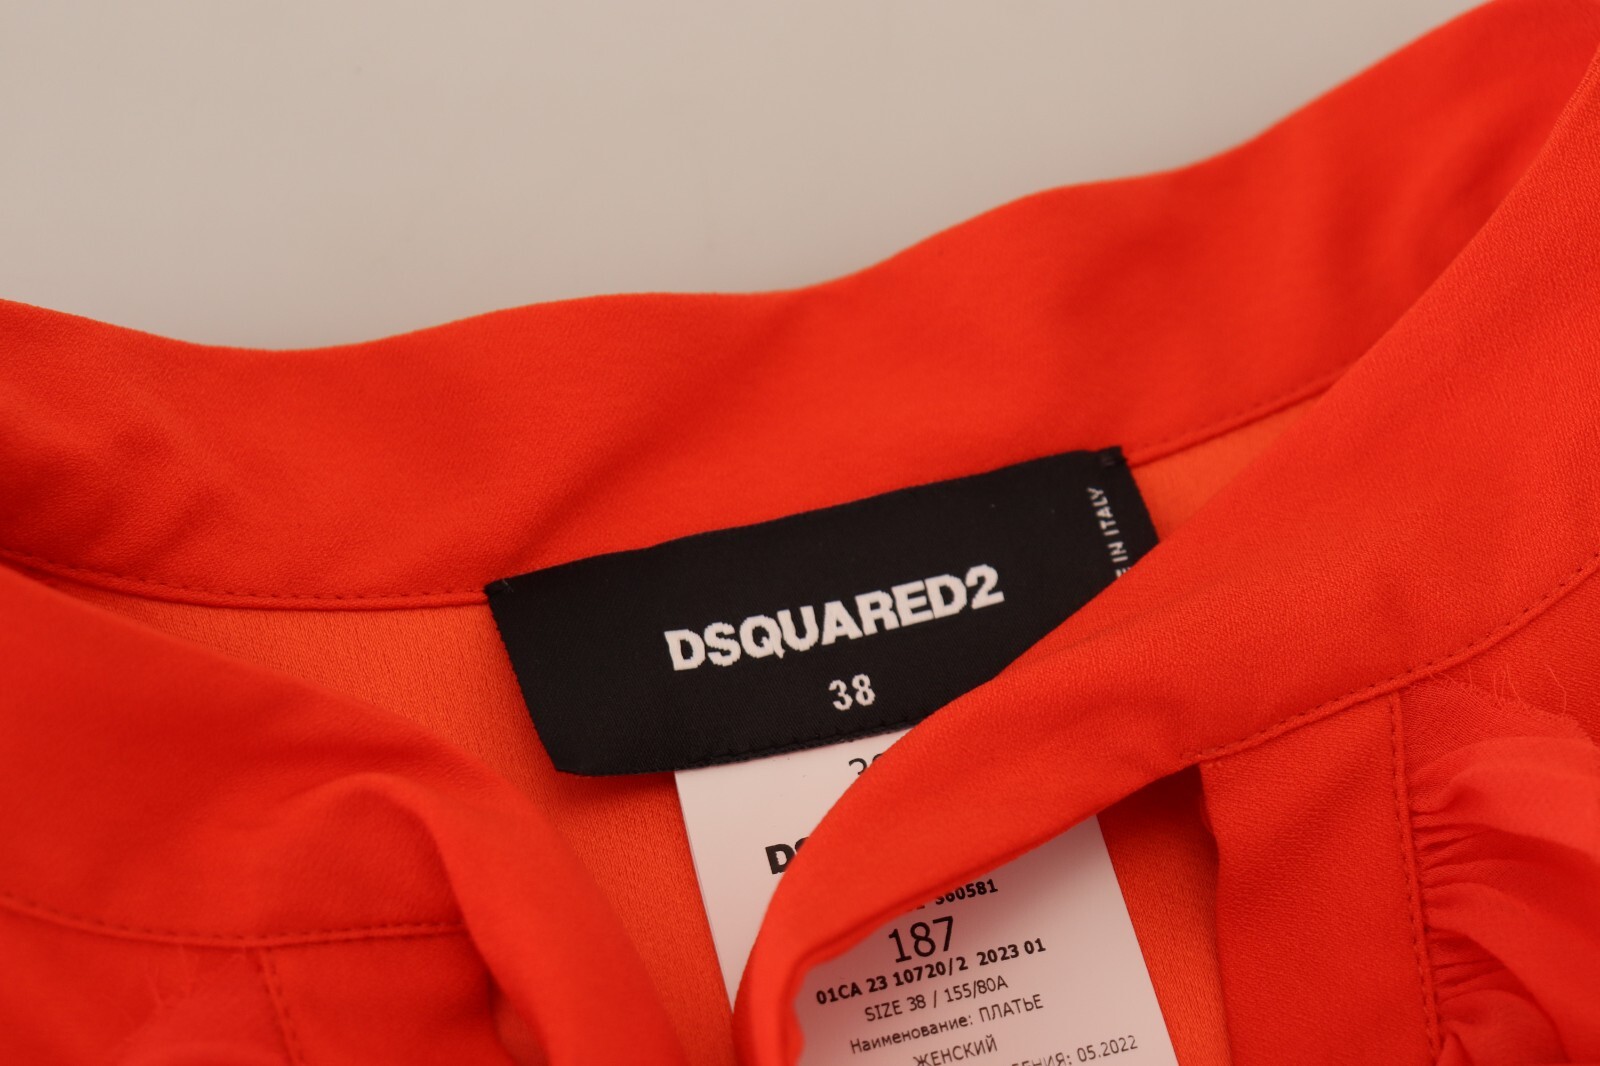 DSQUARED2
38
IN ITALY
360581
187
01CA 23 10720/2 2023 01
SIZE 38 / 155/80A
Наименование: ПЛАТЬЕ
ЖЕНСКИЙ
05.2022